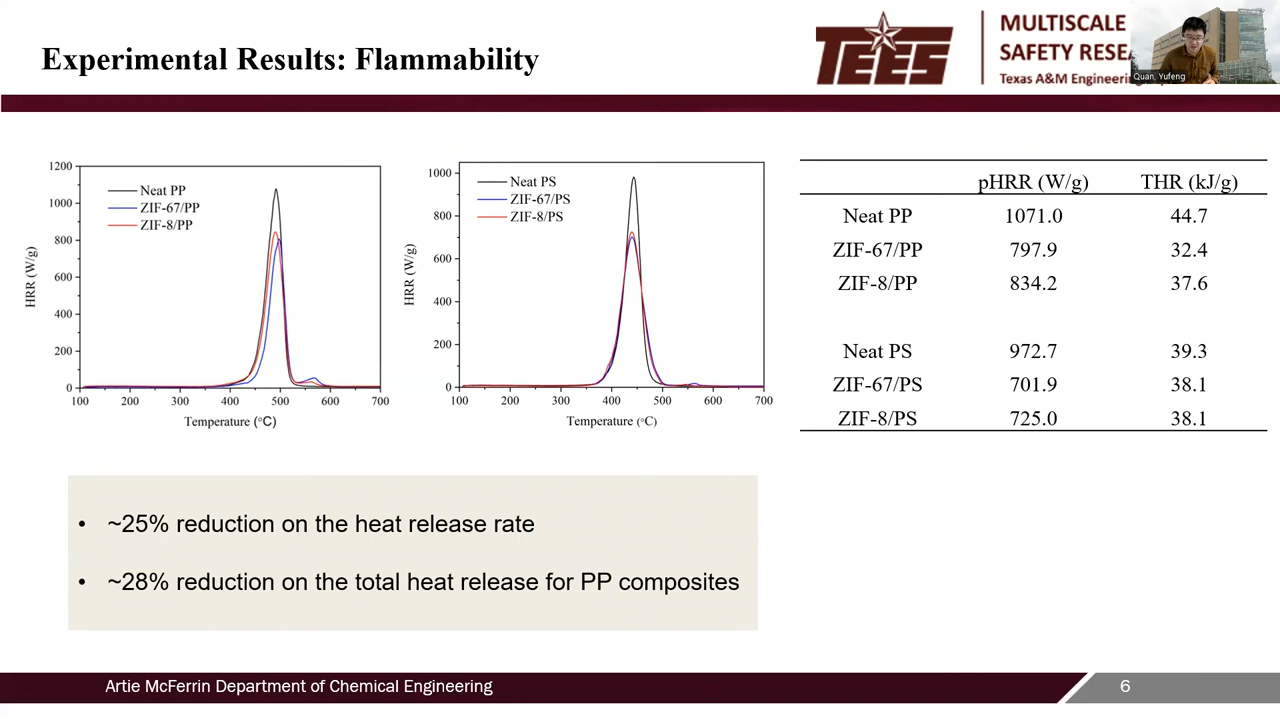 Experimental Results: Flammability
TEES
MULTISCALE
SAFETY RESE
Texas A&M Engineering
Quan, Yufeng
1200
1000
800
600
400
200
0
HRR (W/g)
Neat PP
ZIF-67/PP
ZIF-8/PP
100 200 300 400 500 600 700
Temperature (°C)
1000
800
600
400
200
0
HRR (W/g)
Neat PS
ZIF-67/PS
ZIF-8/PS
100 200 300 400 500 600 700
Temperature (°C)
pHRR (W/g) THR (kJ/g)
Neat PP 1071.0 44.7
ZIF-67/PP 797.9 32.4
ZIF-8/PP 834.2 37.6
Neat PS 972.7 39.3
ZIF-67/PS 701.9 38.1
ZIF-8/PS 725.0 38.1
• ~25% reduction on the heat release rate
• ~28% reduction on the total heat release for PP composites
Artie McFerrin Department of Chemical Engineering
6